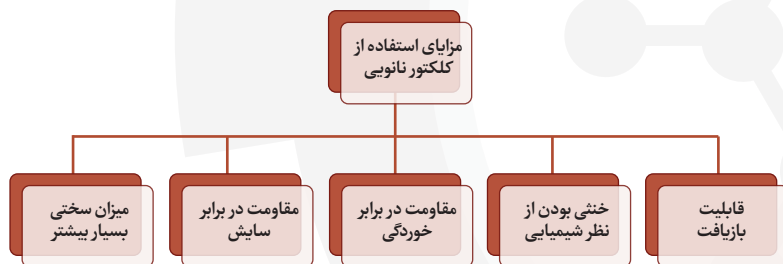 مزایای استفاده از
کلکتور نانویی
قابلیت
بازیافت
خنثی بودن از
نظر شیمیایی
مقاومت در برابر
خوردگی
مقاومت در برابر
سایش
میزان سختی
بسیار بیشتر